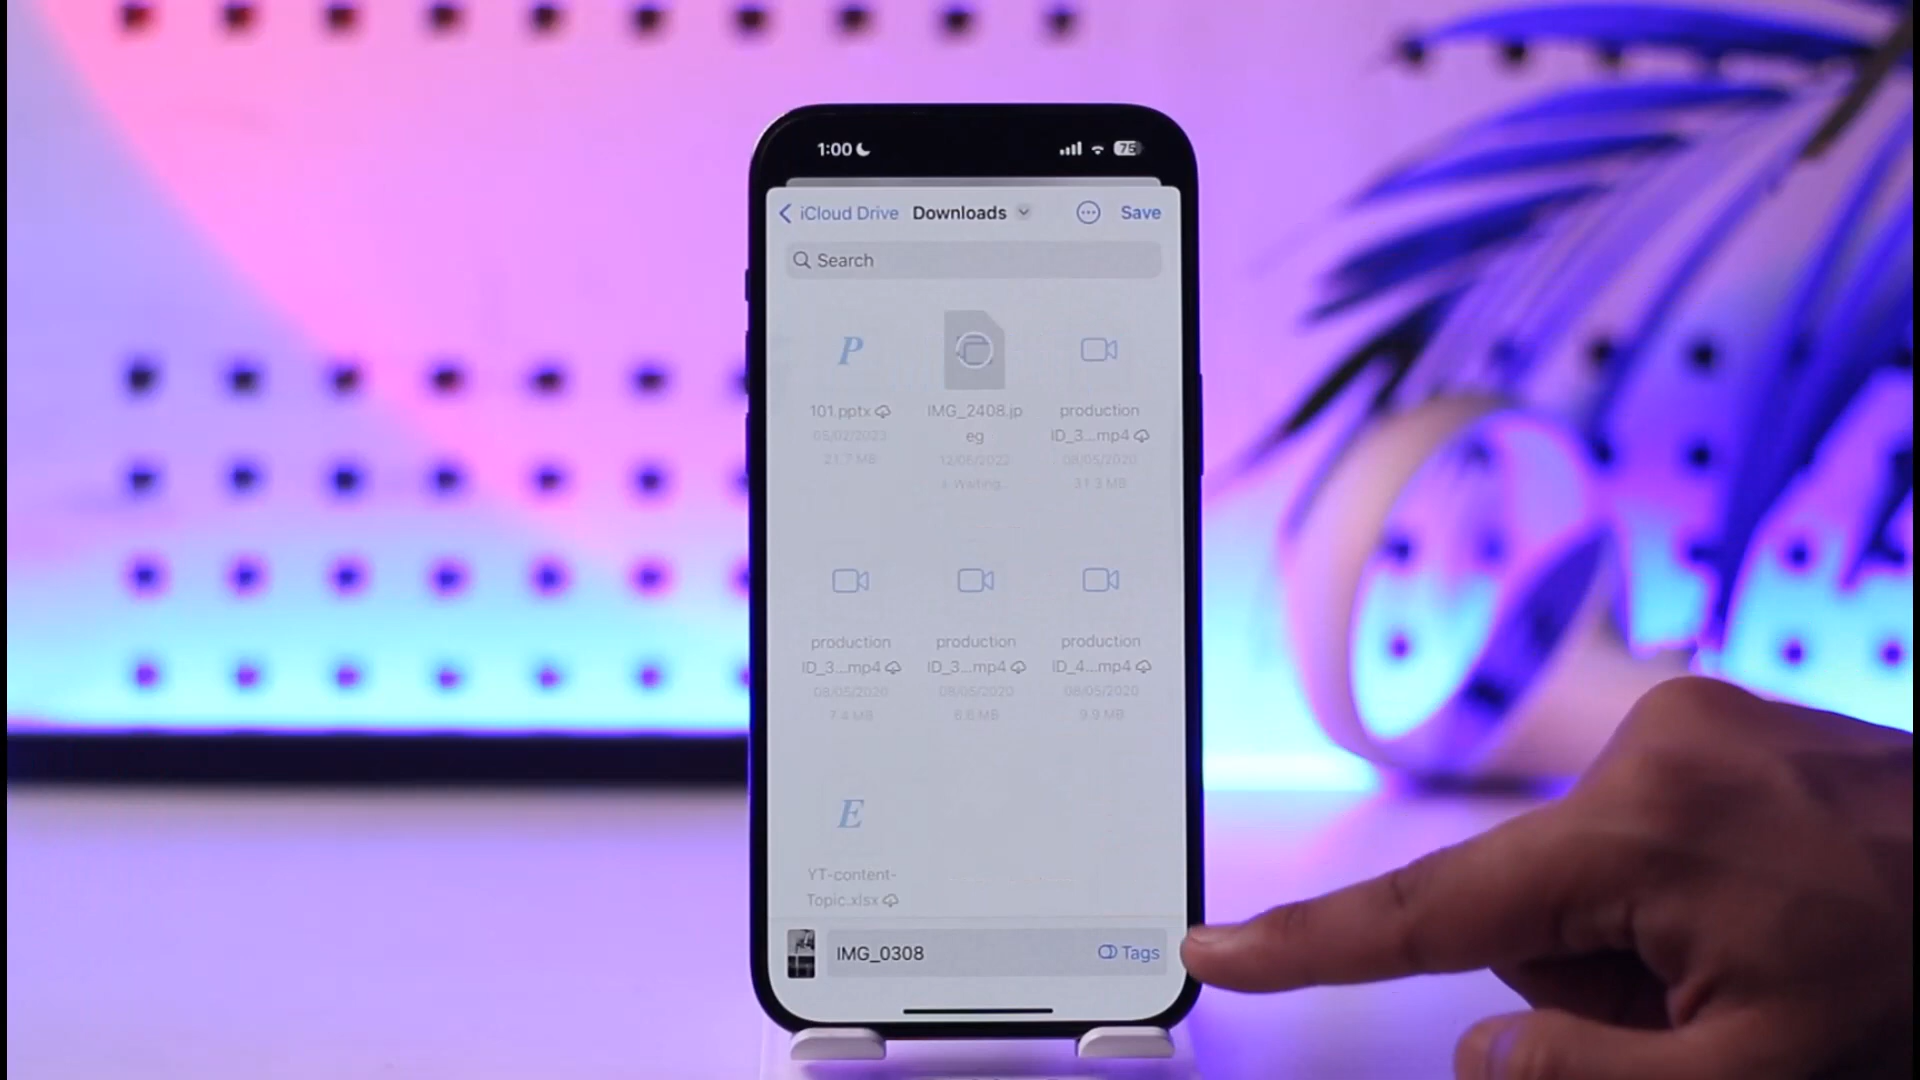 1:00
75
iCloud Drive Downloads Save
Search
P
101.pptx
05/02/2023
21.7 MB
IMG_2408.jp
eg
12/06/2022
Waiting...
production
ID_3...mp4
08/05/2020
31.3 MB
production
ID_3...mp4
08/05/2020
7.4 MB
production
ID_3...mp4
08/05/2020
6.6 MB
production
ID_4...mp4
08/05/2020
9.9 MB
E
YT-content-
Topic.xlsx
IMG_0308 Tags